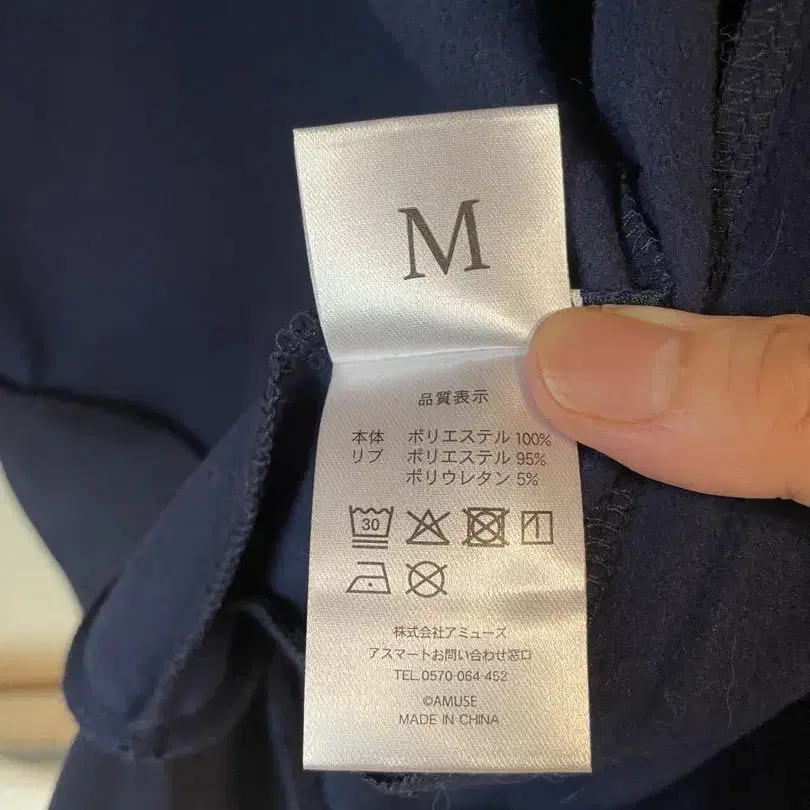 M
品質表示
本体 ポリエステル 100%
リブ ポリエステル 95%
ポリウレタン 5%
30
株式会社アミューズ
アスマートお問い合わせ窓口
TEL.0570-064-452
©AMUSE
MADE IN CHINA